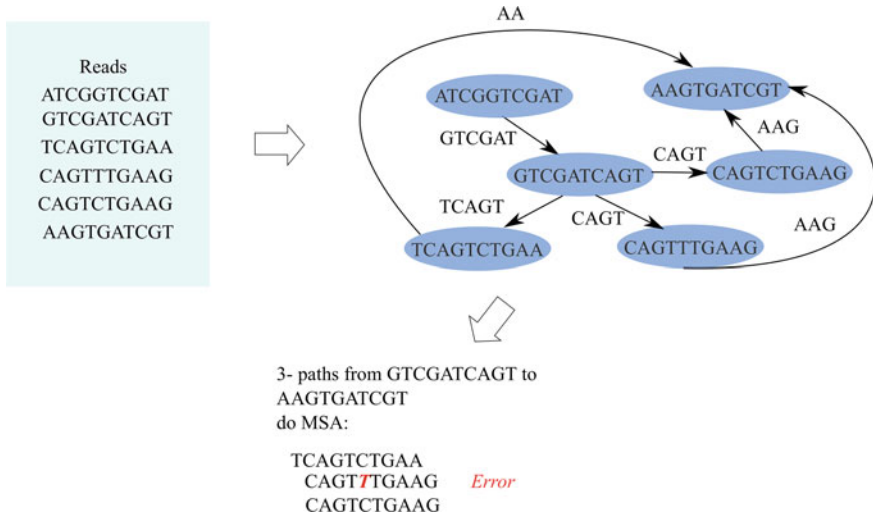 Reads
ATCGGTCGAT
GTCGATCAGT
TCAGTCTGAA
CAGTTTGAAG
CAGTCTGAAG
AAGTGATCGT
AA
ATCGGTCGAT
AAGTGATCGT
GTCGAT
AAG
CAGT
GTCGATCAGT
CAGTCTGAAG
TCAGT
CAGT
AAG
TCAGTCTGAA
CAGTTTGAAG
3- paths from GTCGATCAGT to
AAGTGATCGT
do MSA:
TCAGTCTGAA
CAGTTTGAAG Error
CAGTCTGAAG